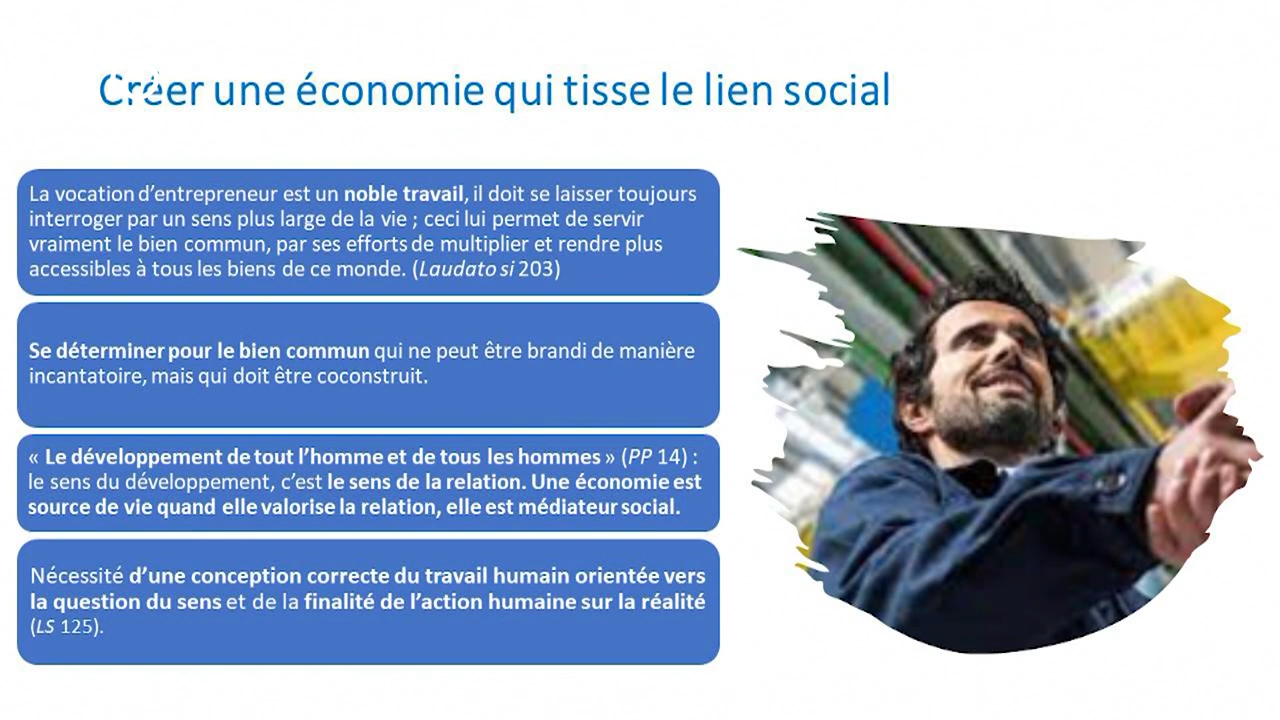 Créer une économie qui tisse le lien social
La vocation d’entrepreneur est un noble travail, il doit se laisser toujours
interroger par un sens plus large de la vie ; ceci lui permet de servir
vraiment le bien commun, par ses efforts de multiplier et rendre plus
accessibles à tous les biens de ce monde. (Laudato si 203)
Se déterminer pour le bien commun qui ne peut être brandi de manière
incantatoire, mais qui doit être coconstruit.
« Le développement de tout l’homme et de tous les hommes » (PP 14) :
le sens du développement, c’est le sens de la relation. Une économie est
source de vie quand elle valorise la relation, elle est médiateur social.
Nécessité d’une conception correcte du travail humain orientée vers
la question du sens et de la finalité de l’action humaine sur la réalité
(LS 125).